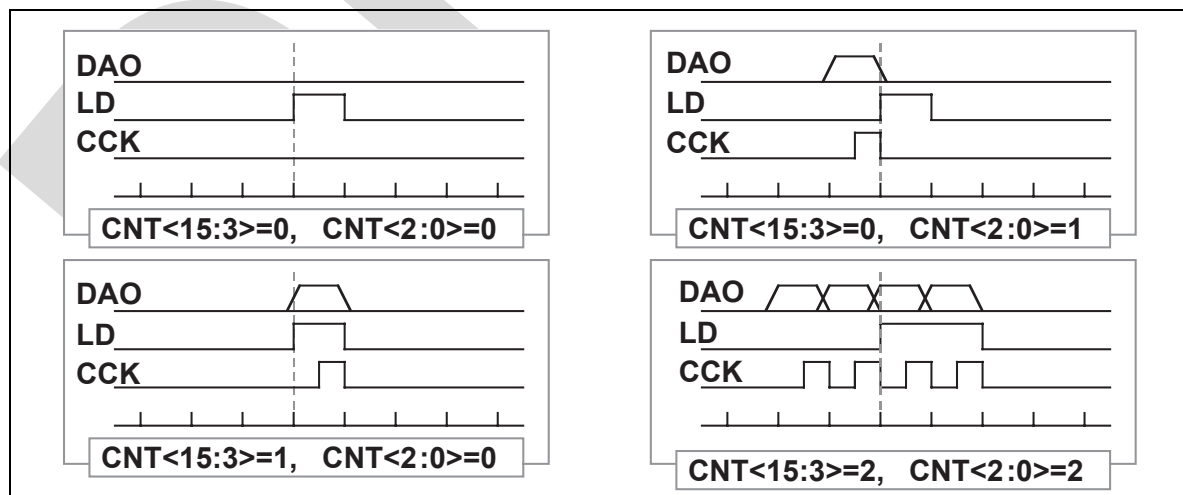 DAO
LD
CCK
CNT<15:3>=0, CNT<2:0>=0
DAO
LD
CCK
CNT<15:3>=0, CNT<2:0>=1
DAO
LD
CCK
CNT<15:3>=1, CNT<2:0>=0
DAO
LD
CCK
CNT<15:3>=2, CNT<2:0>=2